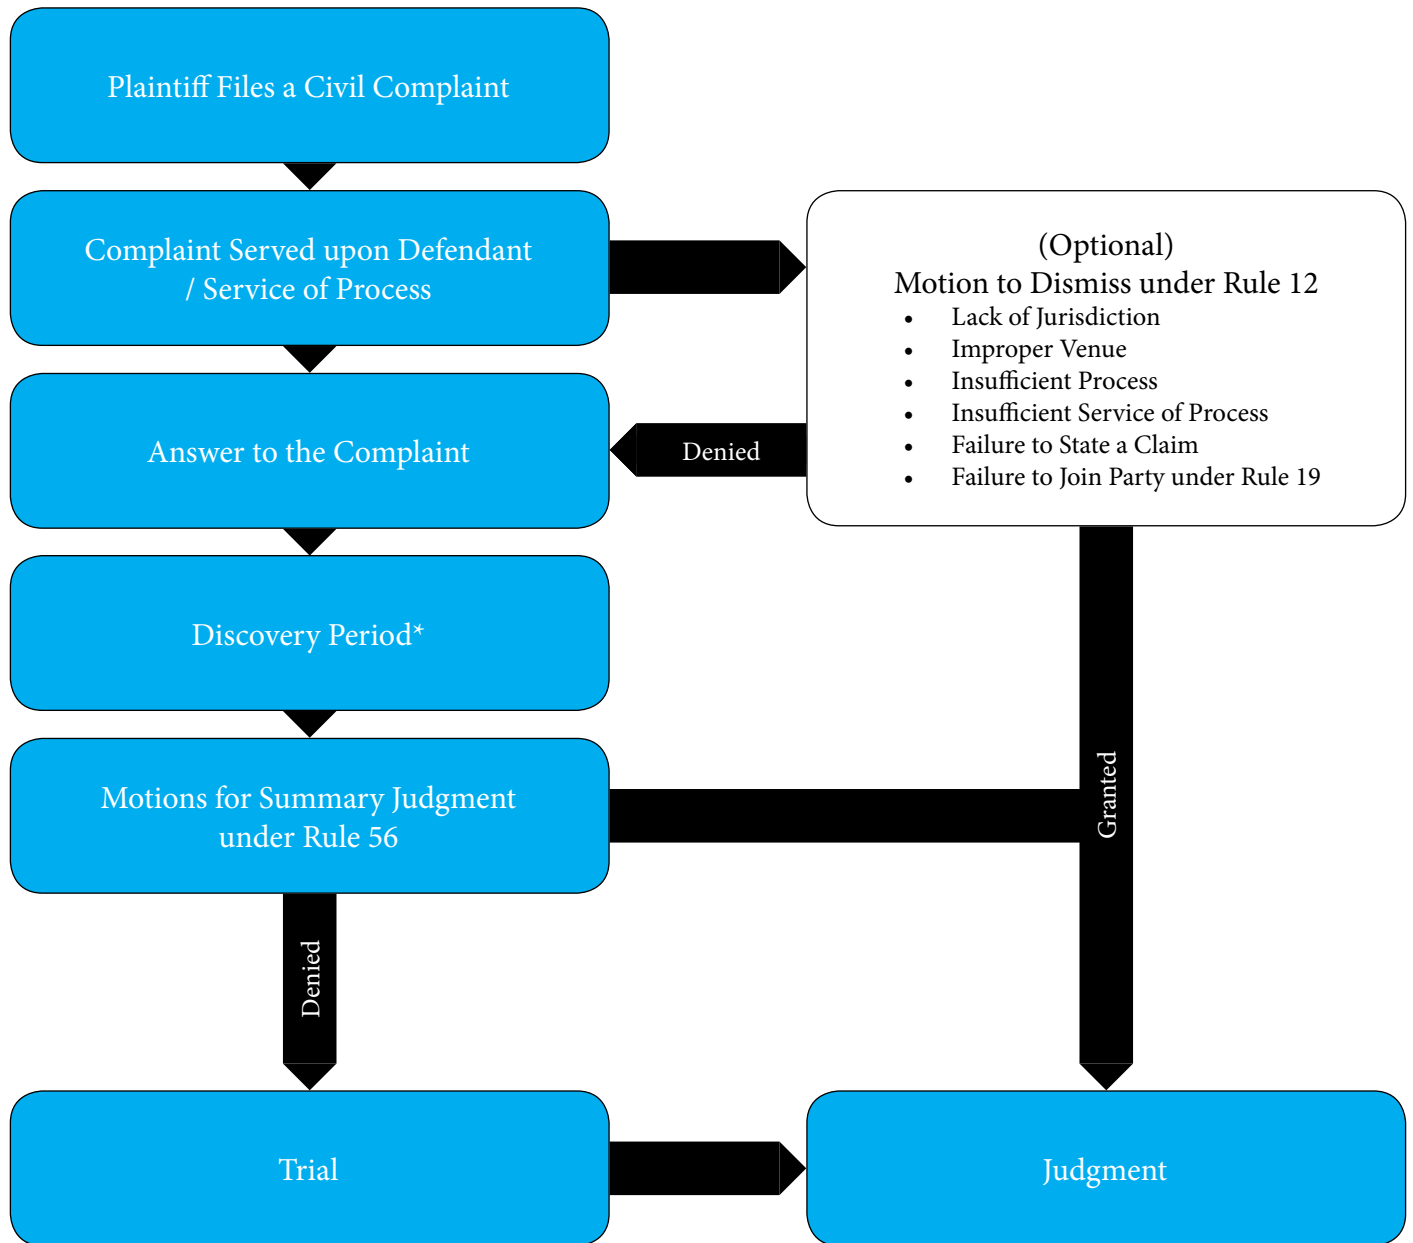 Plaintiff Files a Civil Complaint
Complaint Served upon Defendant
/ Service of Process
(Optional)
Motion to Dismiss under Rule 12
• Lack of Jurisdiction
• Improper Venue
• Insufficient Process
• Insufficient Service of Process
• Failure to State a Claim
• Failure to Join Party under Rule 19
Answer to the Complaint
Denied
Discovery Period*
Motions for Summary Judgment
under Rule 56
Granted
Denied
Trial
Judgment